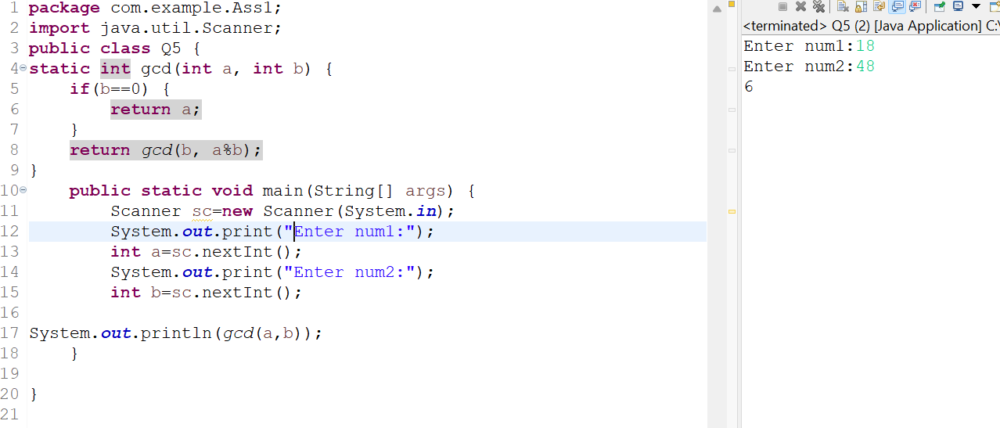 1 package com.example.Ass1;
2 import java.util.Scanner;
3 public class Q5 {
4 static int gcd(int a, int b) {
5     if(b==0) {
6         return a;
7     }
8     return gcd(b, a%b);
9 }
10     public static void main(String[] args) {
11         Scanner sc=new Scanner(System.in);
12         System.out.print("Enter num1:");
13         int a=sc.nextInt();
14         System.out.print("Enter num2:");
15         int b=sc.nextInt();
16
17 System.out.println(gcd(a,b));
18     }
19
20 }
21
<terminated> Q5 (2) [Java Application] C:\
Enter num1:18
Enter num2:48
6